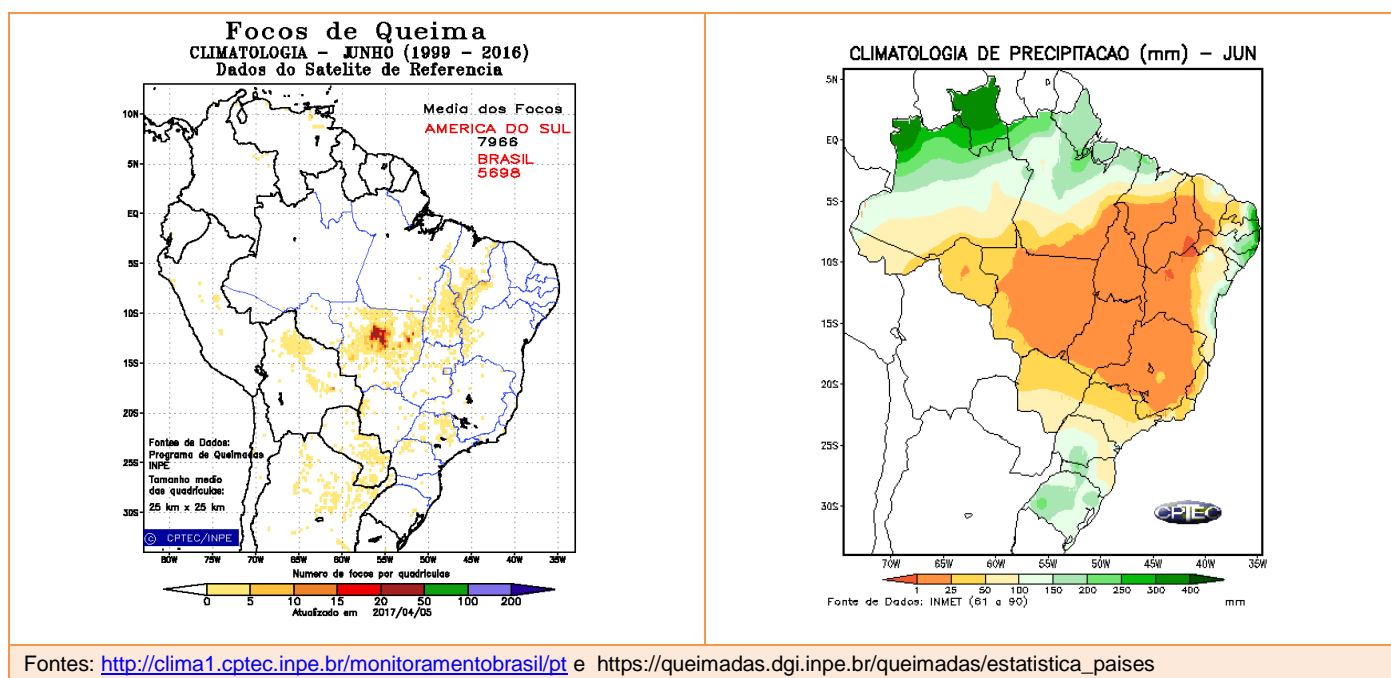 Focos de Queima
CLIMATOLOGIA - JUNHO (1999 - 2016)
Dados do Satelite de Referencia
Media dos Focos
AMERICA DO SUL
7966
BRASIL
5698
10N
5N
EQ
5S
10S
15S
20S
25S
30S
Fontes de Dados:
Programa de Queimadas
INPE
Tamanho medio
das quadriculas:
25 km x 25 km
© CPTEC/INPE
80W 75W 70W 65W 60W 55W 50W 45W 40W 35W
Numero de focos por quadriculas
0 5 10 15 20 50 100 200
Atualizado em 2017/04/05
CLIMATOLOGIA DE PRECIPITACAO (mm) - JUN
5N
EQ
5S
10S
15S
20S
25S
30S
CPTEC
70W 65W 60W 55W 50W 45W 40W 35W
1 25 50 100 150 200 250 300 400
Fonte de Dados: INMET (61 a 90) mm
Fontes: http://clima1.cptec.inpe.br/monitoramentobrasil/pt e https://queimadas.dgi.inpe.br/queimadas/estatistica_paises